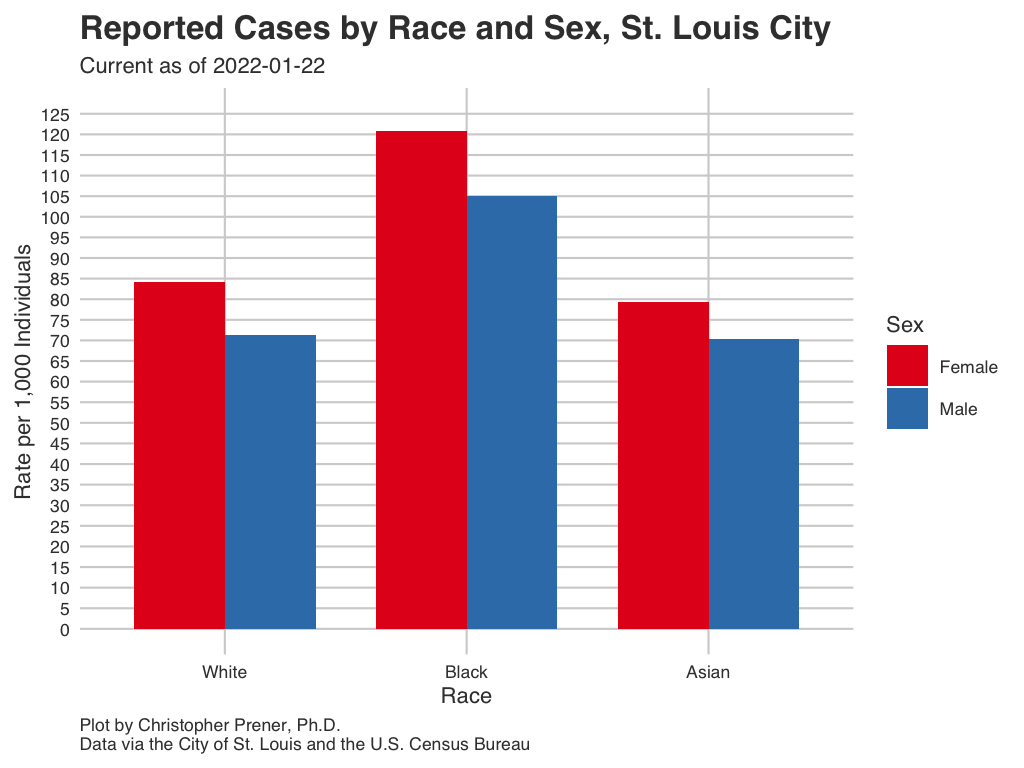 Reported Cases by Race and Sex, St. Louis City
Current as of 2022-01-22
125
120
115
110
105
100
95
90
85
80
75
70
65
60
55
50
45
40
35
30
25
20
15
10
5
0
Rate per 1,000 Individuals
White
Black
Asian
Race
Sex
Female
Male
Plot by Christopher Prener, Ph.D.
Data via the City of St. Louis and the U.S. Census Bureau